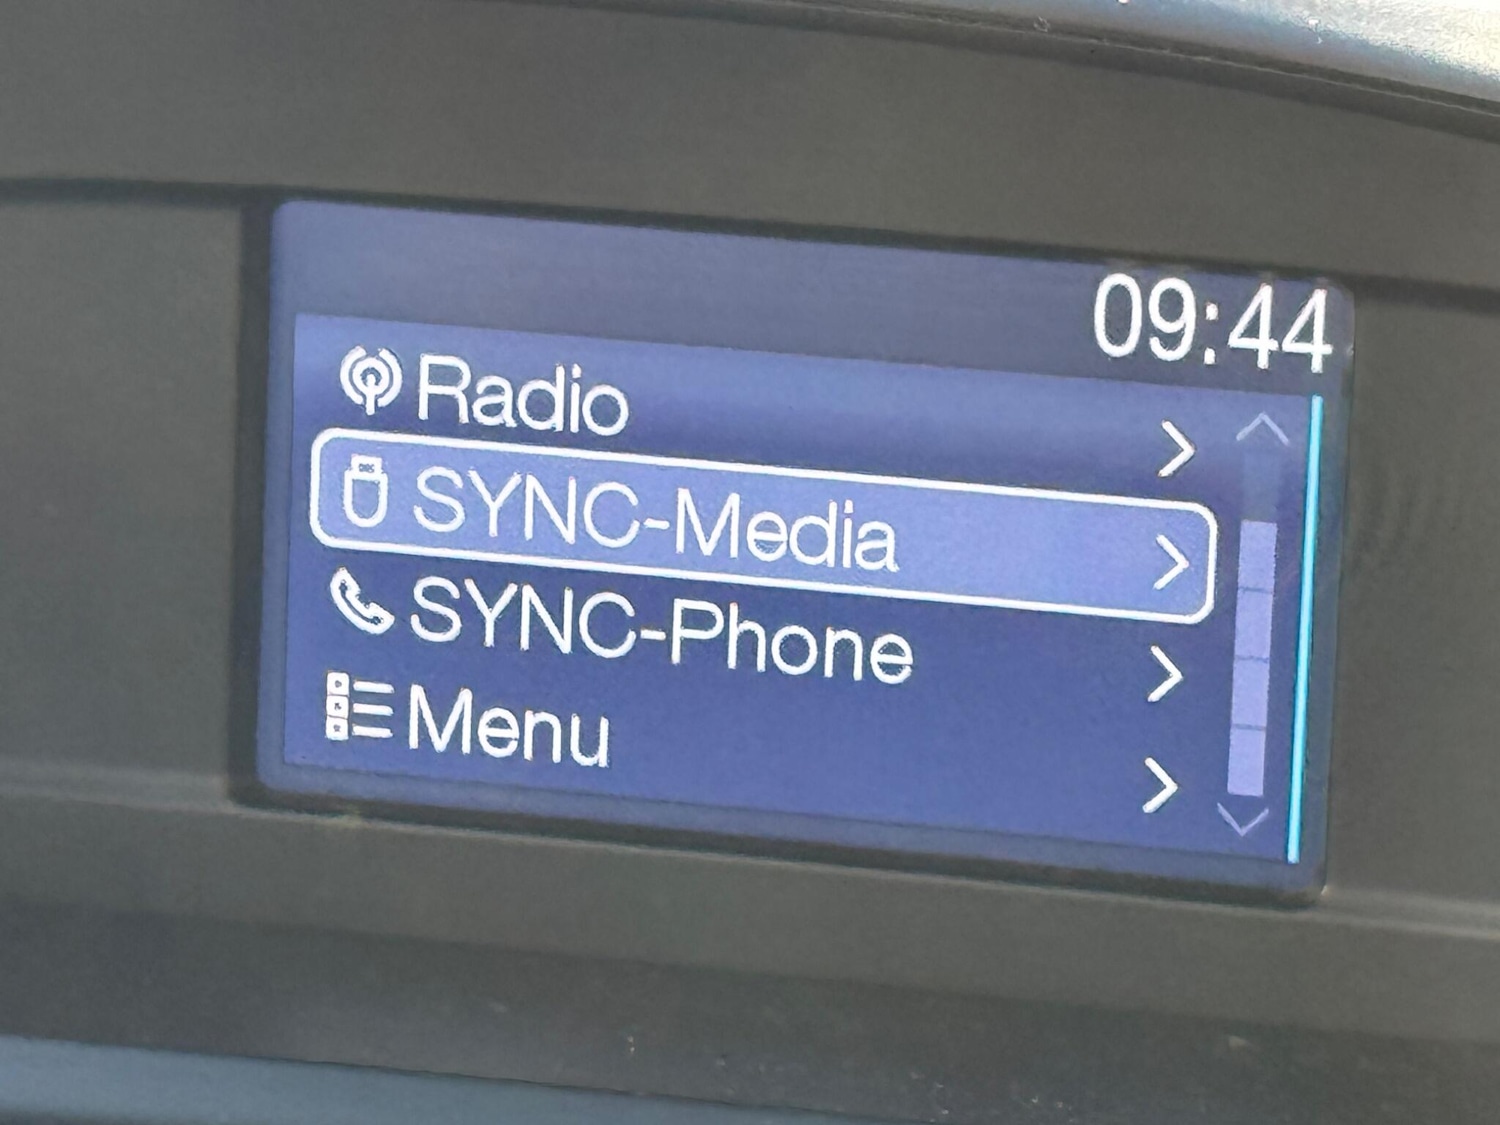 09:44
Radio
SYNC-Media
SYNC-Phone
Menu